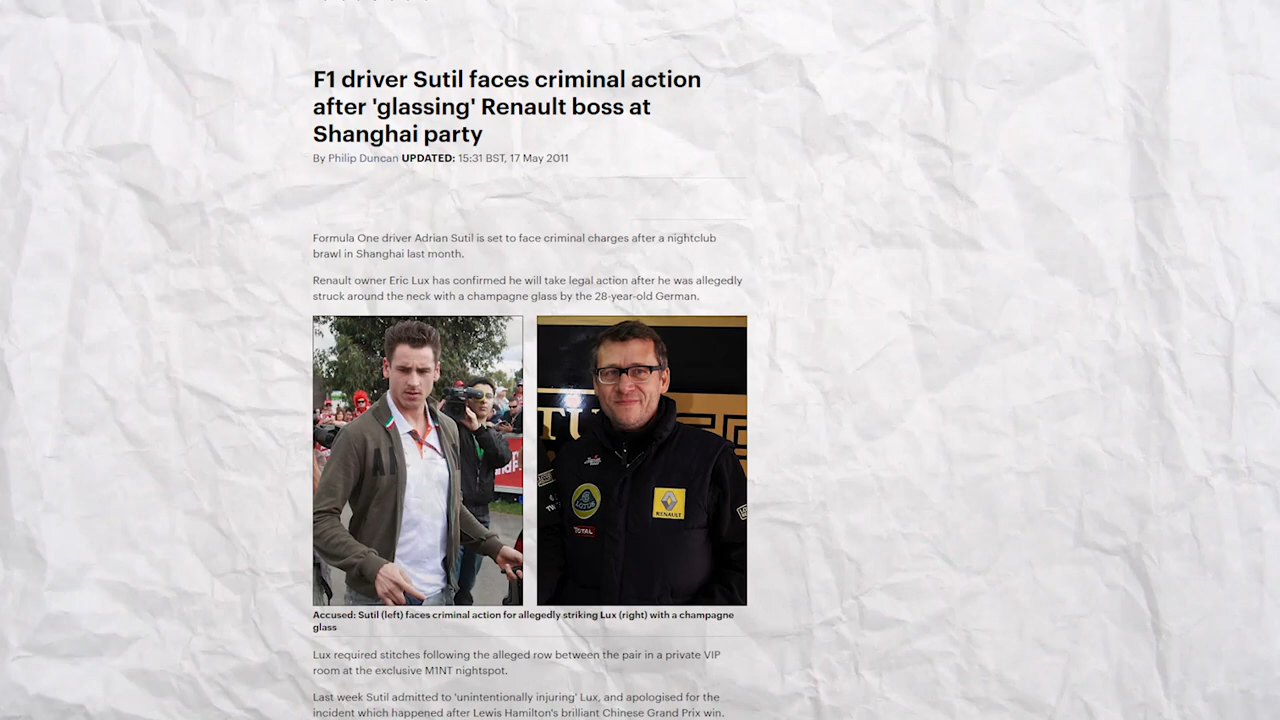 F1 driver Sutil faces criminal action
after 'glassing' Renault boss at
Shanghai party
By Philip Duncan UPDATED: 15:31 BST, 17 May 2011
Formula One driver Adrian Sutil is set to face criminal charges after a nightclub
brawl in Shanghai last month.
Renault owner Eric Lux has confirmed he will take legal action after he was allegedly
struck around the neck with a champagne glass by the 28-year-old German.
LOTUS
RENAULT
TOTAL
Accused: Sutil (left) faces criminal action for allegedly striking Lux (right) with a champagne
glass
Lux required stitches following the alleged row between the pair in a private VIP
room at the exclusive M1NT nightspot.
Last week Sutil admitted to 'unintentionally injuring' Lux, and apologised for the
incident which happened after Lewis Hamilton's brilliant Chinese Grand Prix win.